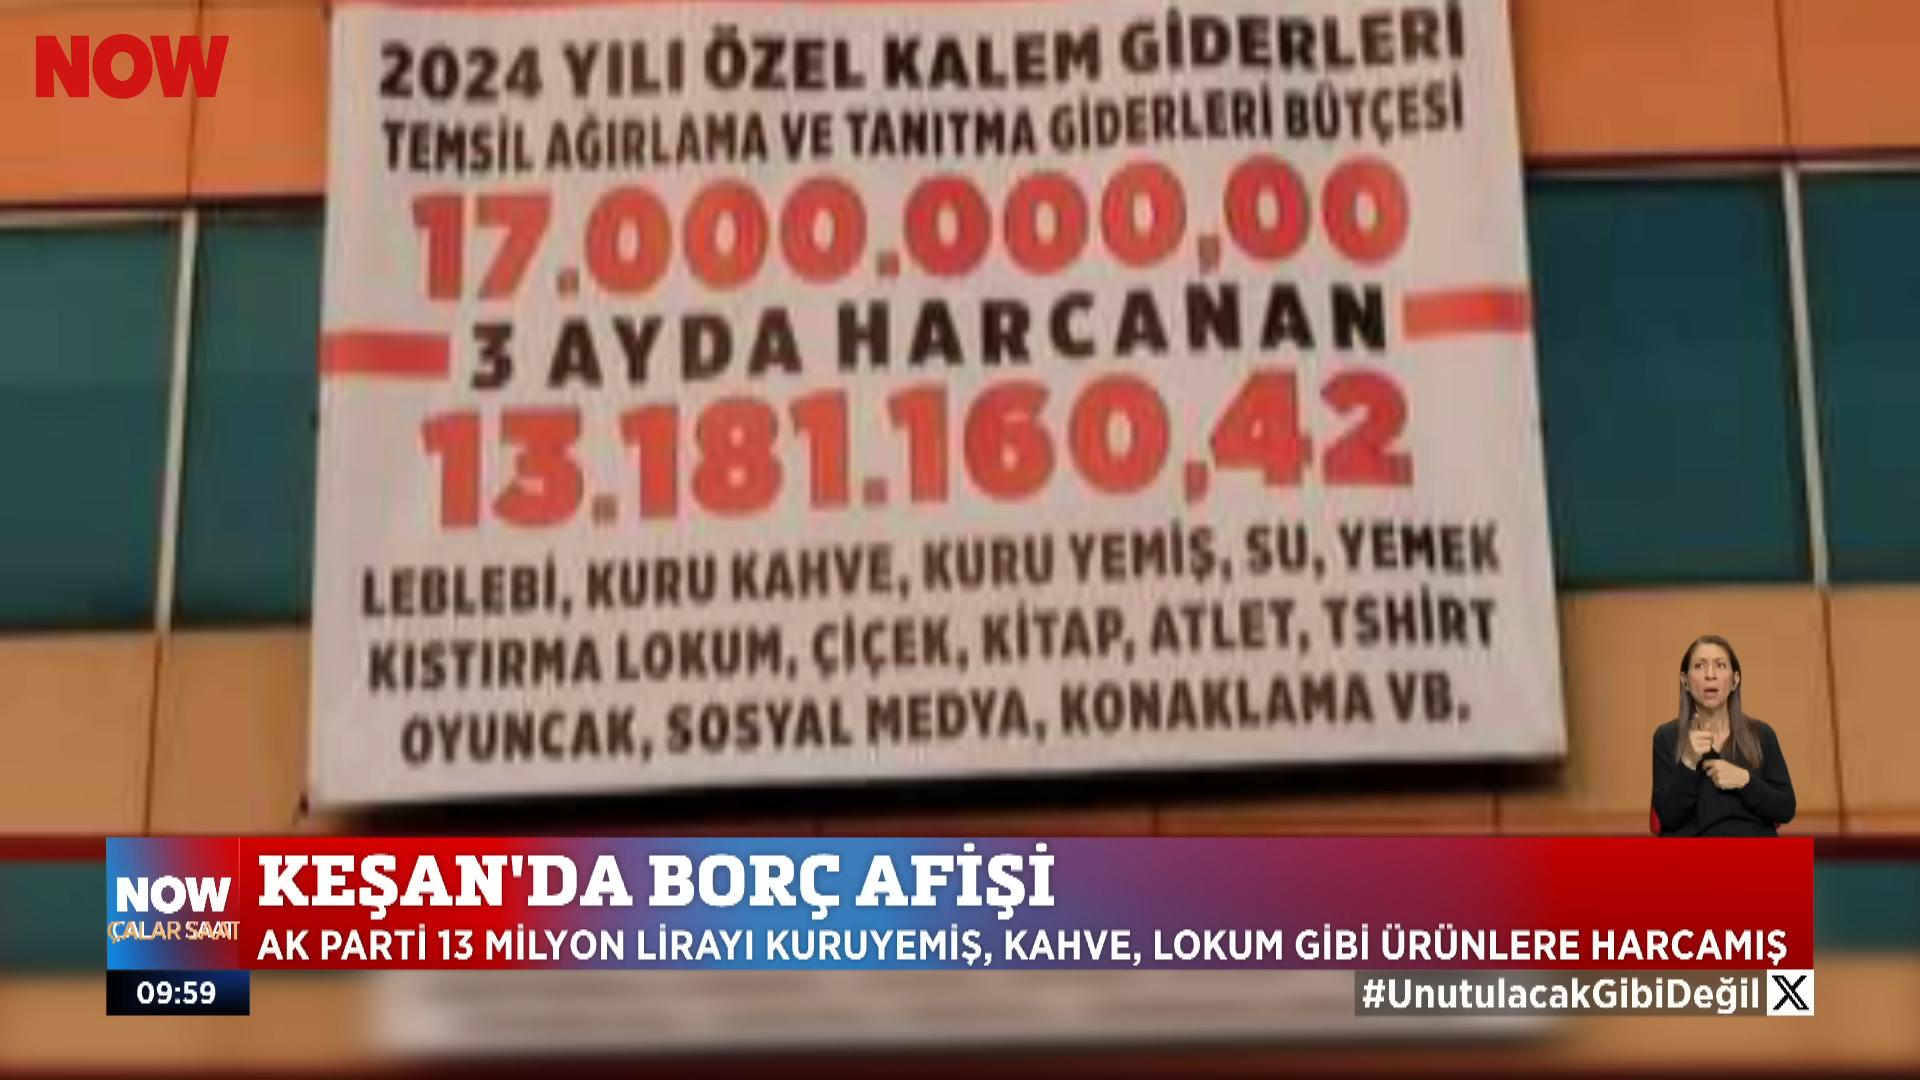 NOW
2024 YILI ÖZEL KALEM GİDERLERİ
TEMSİL AĞIRLAMA VE TANITMA GİDERLERİ BÜTÇESİ
17.000.000,00
3 AYDA HARCANAN
13.181.160,42
LEBLEBİ, KURU KAHVE, KURU YEMİŞ, SU, YEMEK
KISTIRMA LOKUM, ÇİÇEK, KİTAP, ATLET, TSHİRT
OYUNCAK, SOSYAL MEDYA, KONAKLAMA VB.
NOW
ÇALAR SAAT
KEŞAN'DA BORÇ AFİŞİ
AK PARTİ 13 MİLYON LİRAYI KURUYEMİŞ, KAHVE, LOKUM GİBİ ÜRÜNLERE HARCAMIŞ
09:59
#UnutulacakGibiDeğil X